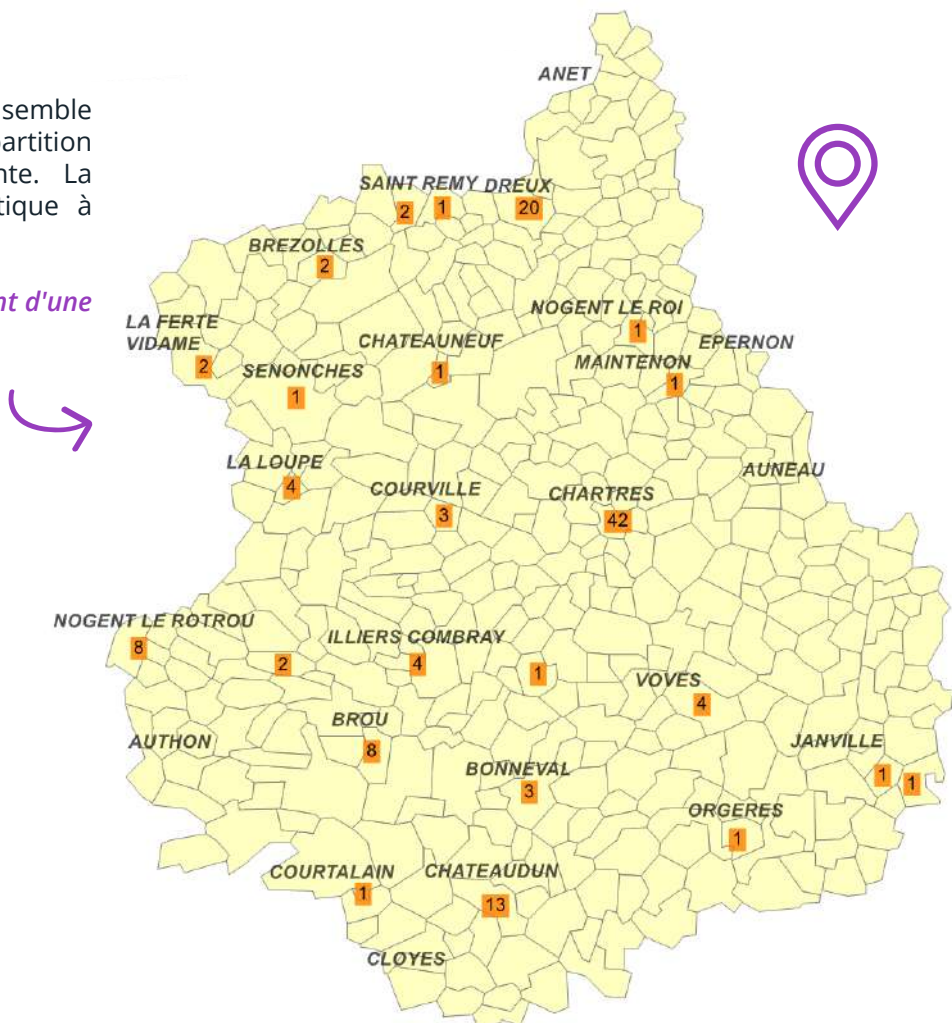 semble
partition
nte. La
tique à
nt d'une
ANET
SAINT REMY DREUX
2 1 20
BREZOLLES
2
NOGENT LE ROI
1
LA FERTE
VIDAME
2
CHATEAUNEUF
1
EPERNON
SENONCHES
1
MAINTENON
1
LA LOUPE
4
AUNEAU
COURVILLE
3
CHARTRES
42
NOGENT LE ROTROU
8
ILLIERS COMBRAY
2 4 1
VOVES
4
BROU
8
AUTHON
JANVILLE
1 1
BONNEVAL
3
ORGERES
1
COURTALAIN
1
CHATEAUDUN
13
CLOYES